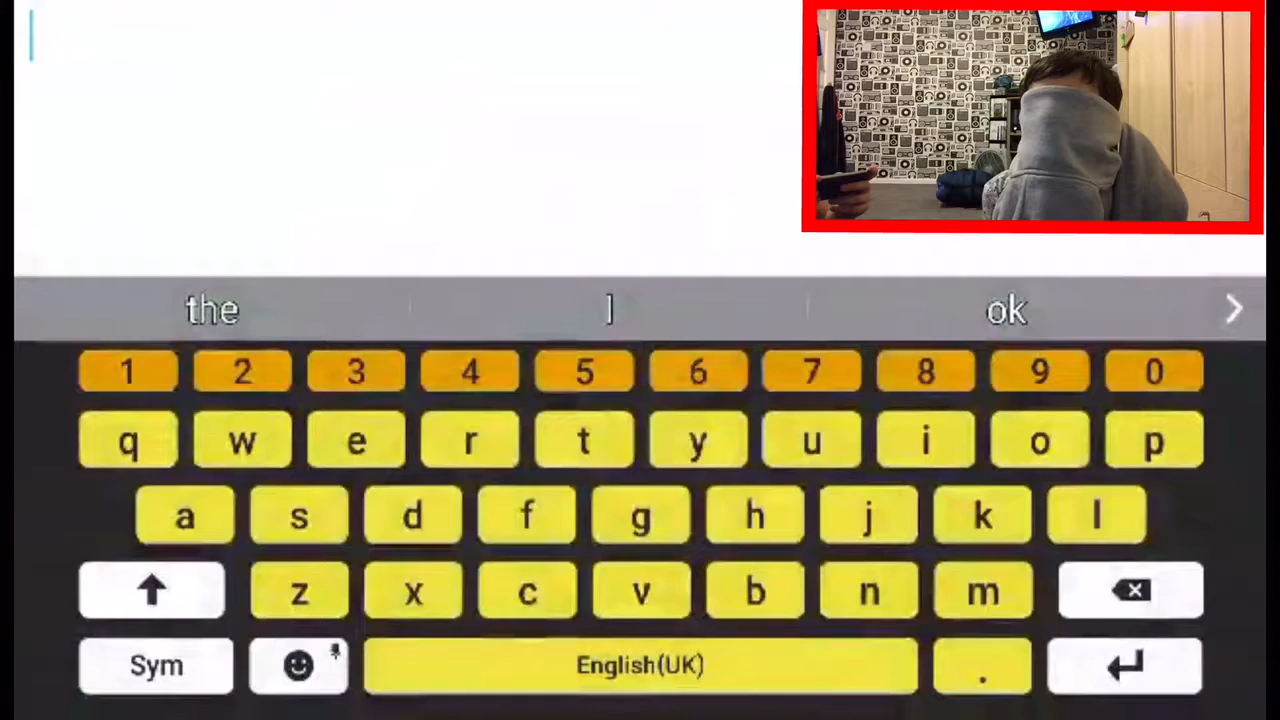 the I ok
1 2 3 4 5 6 7 8 9 0
q w e r t y u i o p
a s d f g h j k l
z x c v b n m
Sym English(UK) .